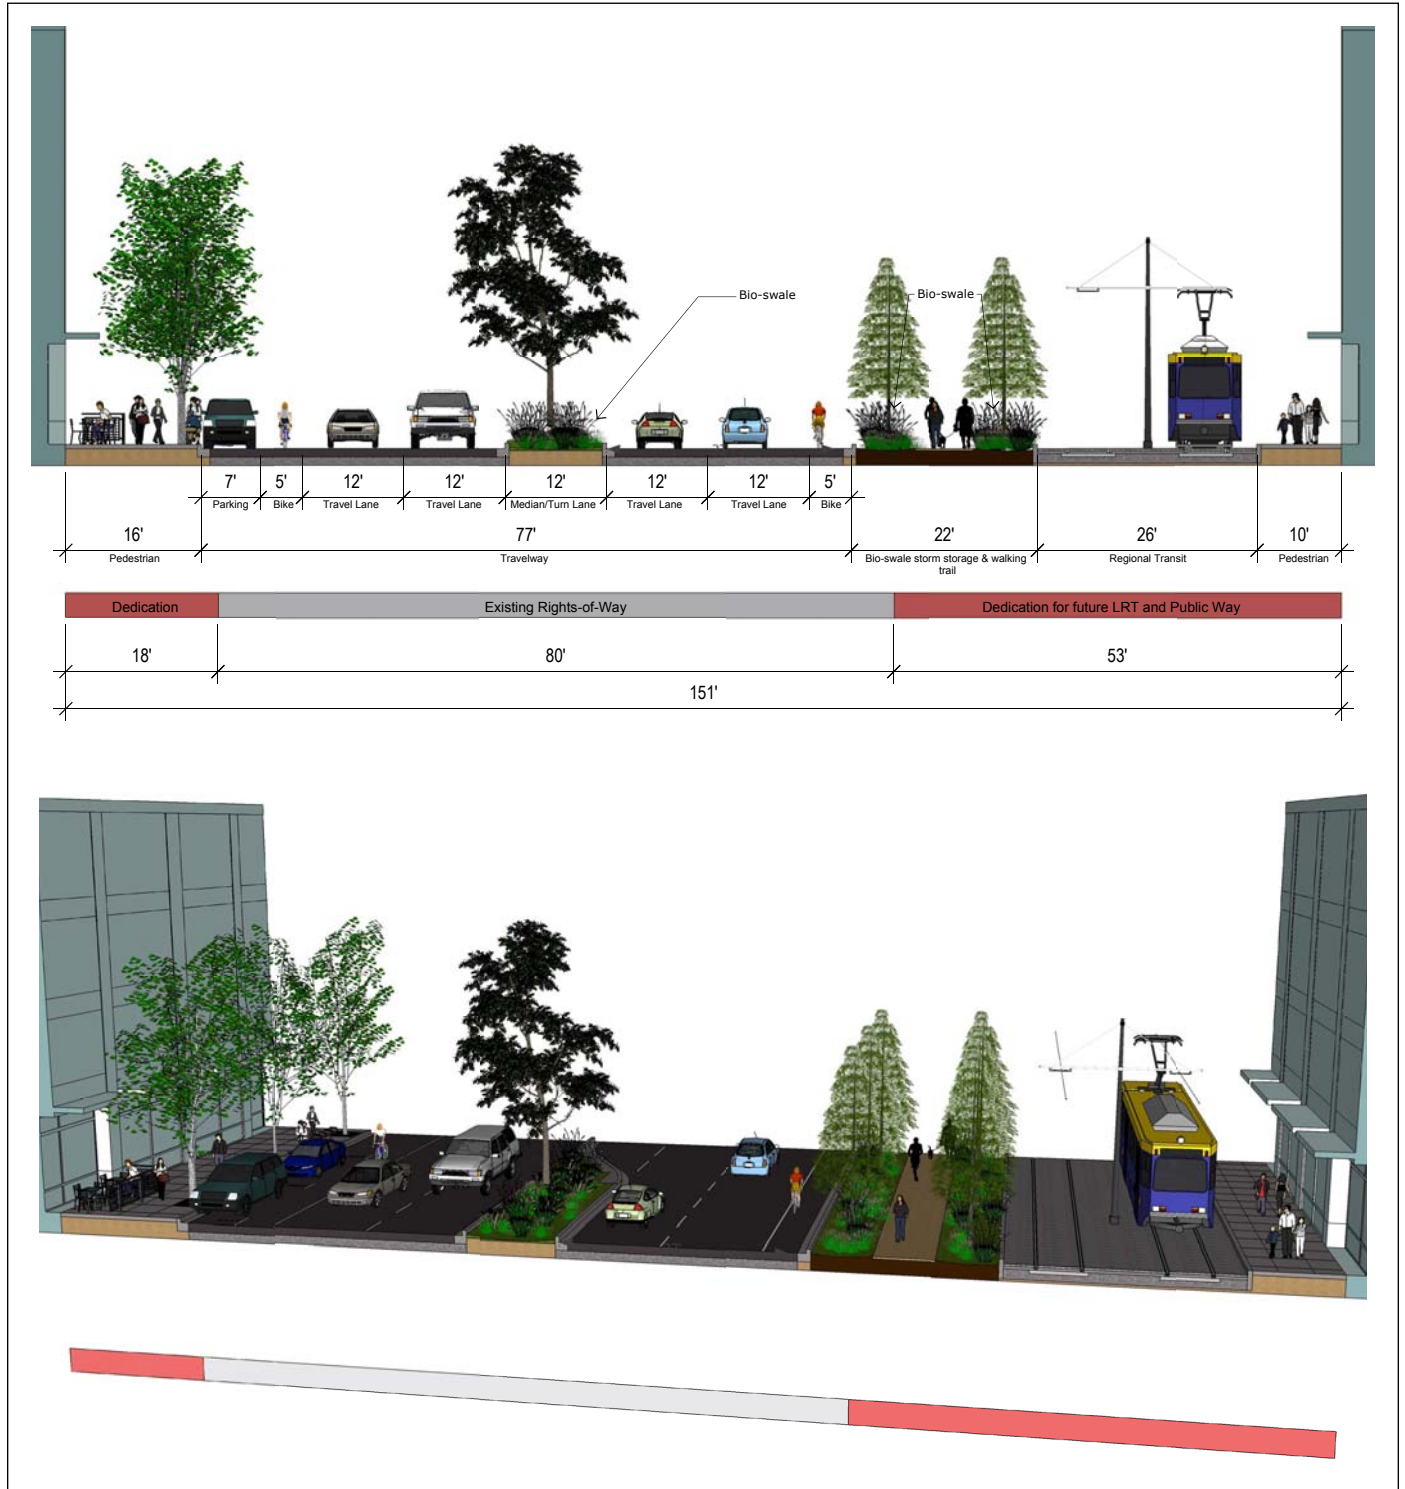 Bio-swale
Bio-swale
7' 5' 12' 12' 12' 12' 12' 5'
Parking Bike Travel Lane Travel Lane Median/Turn Lane Travel Lane Travel Lane Bike
16' 77' 22' 26' 10'
Pedestrian Travelway Bio-swale storm storage & walking Regional Transit Pedestrian
trail
Dedication Existing Rights-of-Way Dedication for future LRT and Public Way
18' 80' 53'
151'